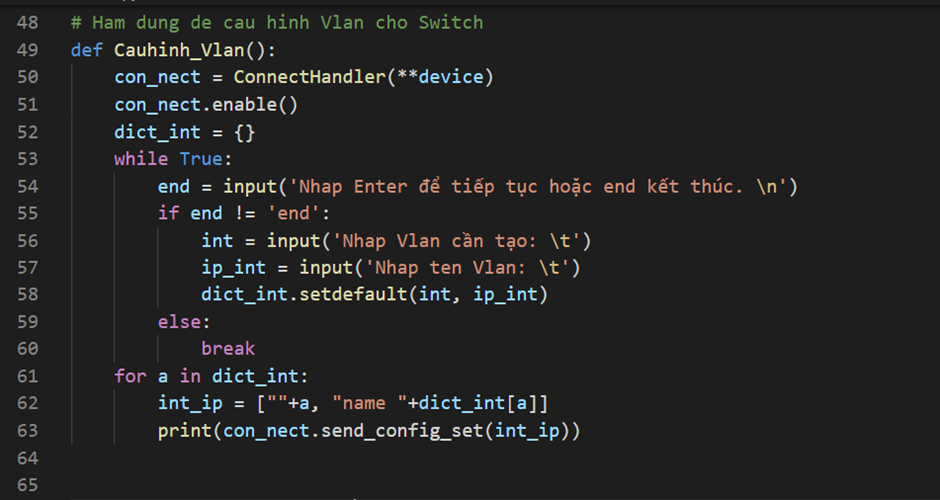 48 # Ham dung de cau hinh Vlan cho Switch
49 def Cauhinh_Vlan():
50     con_nect = ConnectHandler(**device)
51     con_nect.enable()
52     dict_int = {}
53     while True:
54         end = input('Nhap Enter để tiếp tục hoặc end kết thúc. \n')
55         if end != 'end':
56             int = input('Nhap Vlan cần tạo: \t')
57             ip_int = input('Nhap ten Vlan: \t')
58             dict_int.setdefault(int, ip_int)
59         else:
60             break
61     for a in dict_int:
62         int_ip = [""+a, "name "+dict_int[a]]
63         print(con_nect.send_config_set(int_ip))
64
65